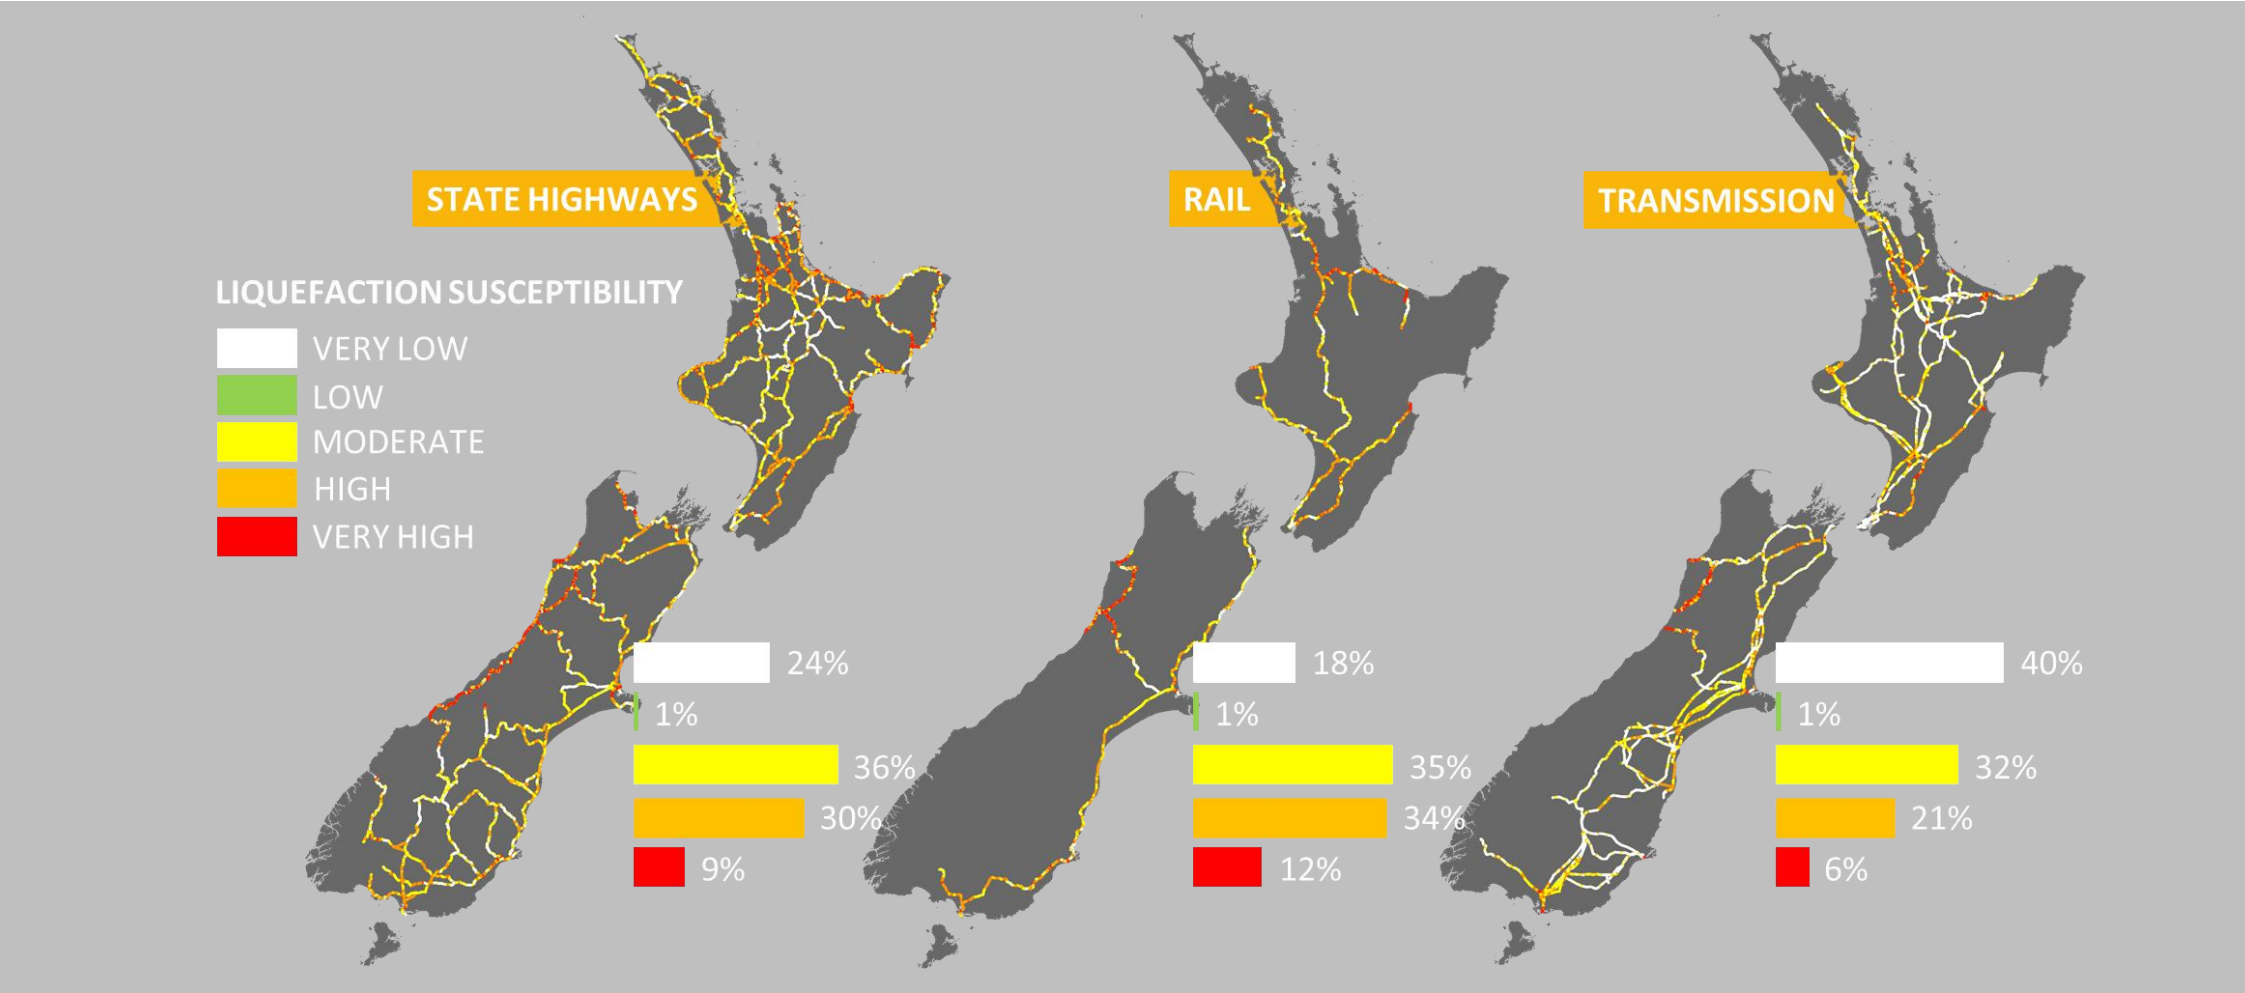 STATE HIGHWAYS
RAIL
TRANSMISSION
LIQUEFACTION SUSCEPTIBILITY
VERY LOW
LOW
MODERATE
HIGH
VERY HIGH
24%
1%
36%
30%
9%
18%
1%
35%
34%
12%
40%
1%
32%
21%
6%